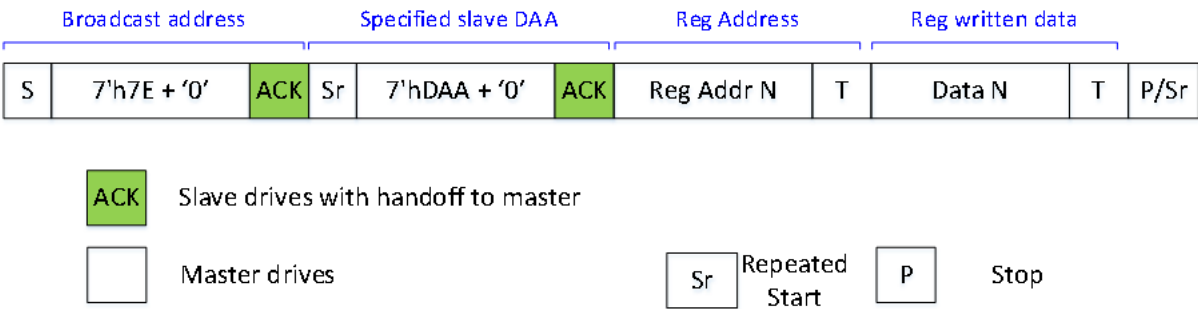 Broadcast address Specified slave DAA Reg Address Reg written data
S 7'h7E + ‘0’ ACK Sr 7'hDAA + ‘0’ ACK Reg Addr N T Data N T P/Sr
ACK Slave drives with handoff to master
Master drives Sr Repeated Start P Stop